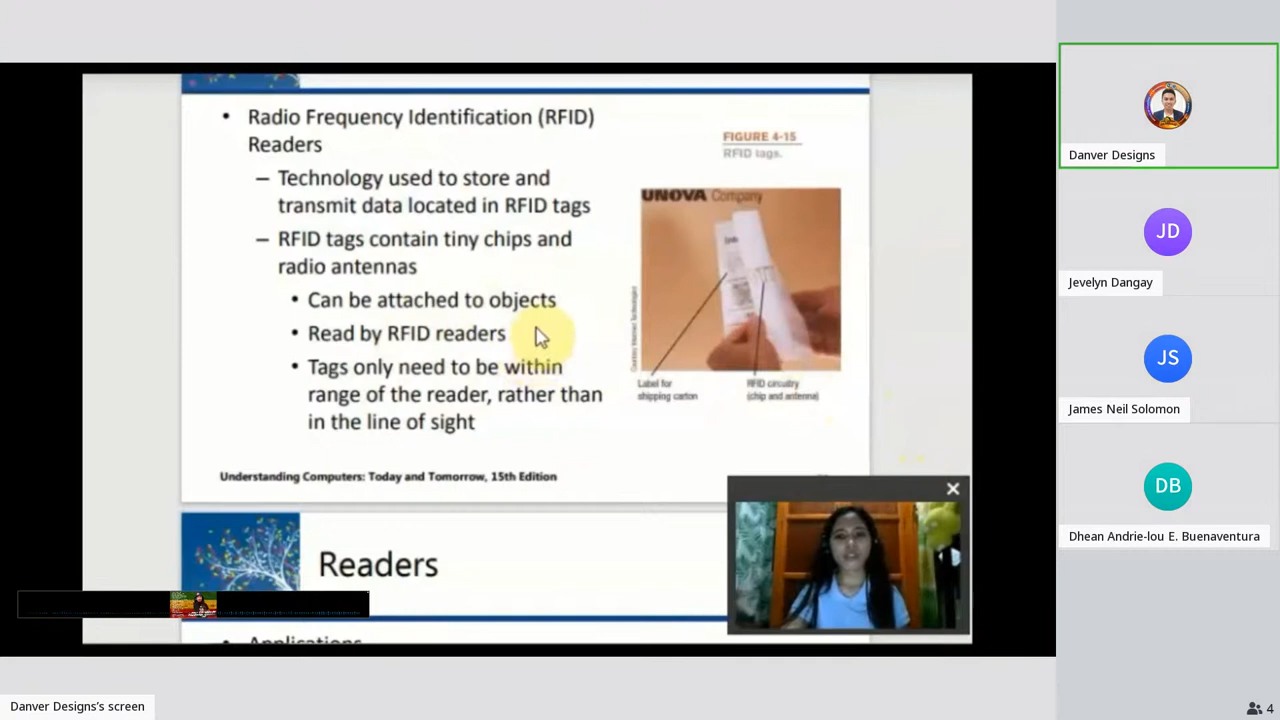 • Radio Frequency Identification (RFID)
Readers
– Technology used to store and
transmit data located in RFID tags
– RFID tags contain tiny chips and
radio antennas
• Can be attached to objects
• Read by RFID readers
• Tags only need to be within
range of the reader, rather than
in the line of sight
FIGURE 4-15
RFID tags.
UNOVA Company
Label for
shipping carton
RFID circuitry
(chip and antenna)
Understanding Computers: Today and Tomorrow, 15th Edition
Readers
• Applications
Danver Designs
JD
Jevelyn Dangay
JS
James Neil Solomon
DB
Dhean Andrie-lou E. Buenaventura
Danver Designs's screen
4